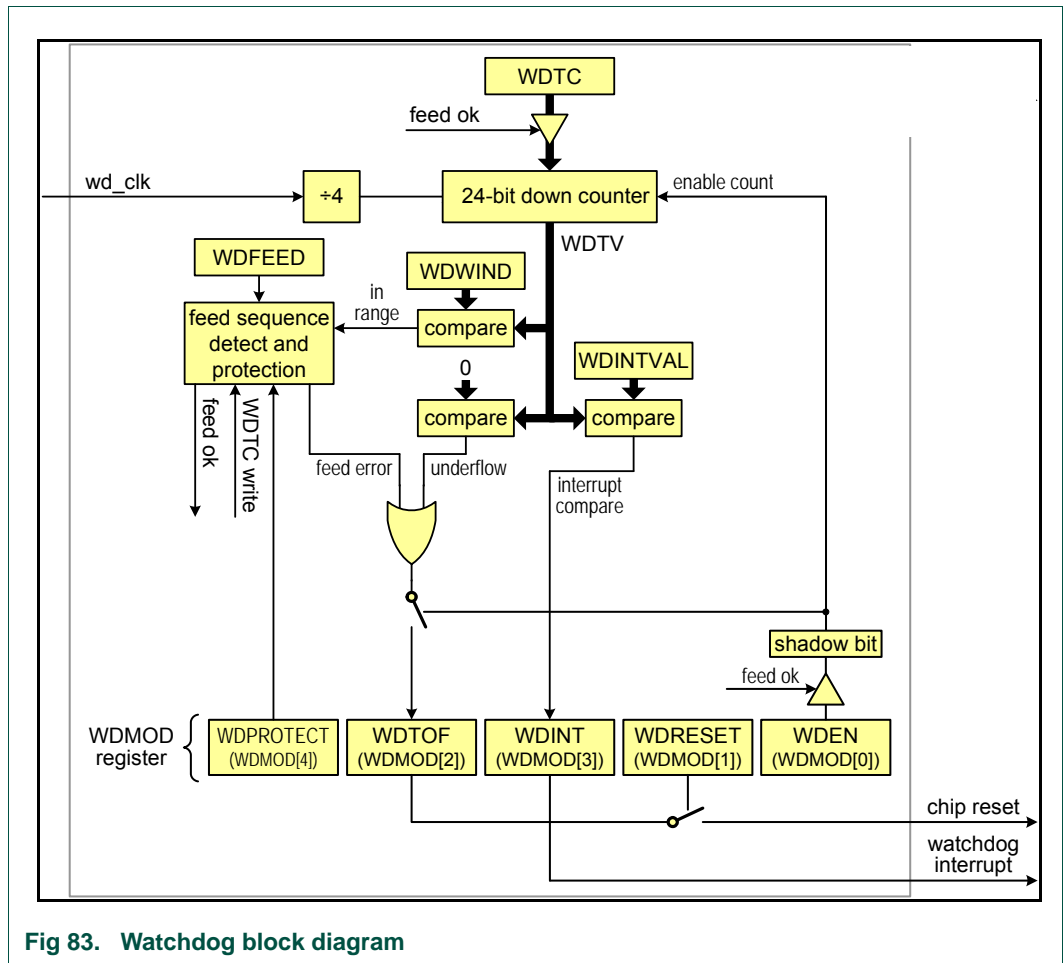 WDTC
feed ok
wd_clk
÷4
24-bit down counter
enable count
WDTV
WDFEED
WDWIND
in
range
feed sequence
detect and
protection
compare
WDINTVAL
0
compare
compare
feed ok
WDTC write
feed error
underflow
interrupt
compare
shadow bit
feed ok
WDMOD
register
WDPROTECT
(WDMOD[4])
WDTOF
(WDMOD[2])
WDINT
(WDMOD[3])
WDRESET
(WDMOD[1])
WDEN
(WDMOD[0])
chip reset
watchdog
interrupt
Fig 83. Watchdog block diagram